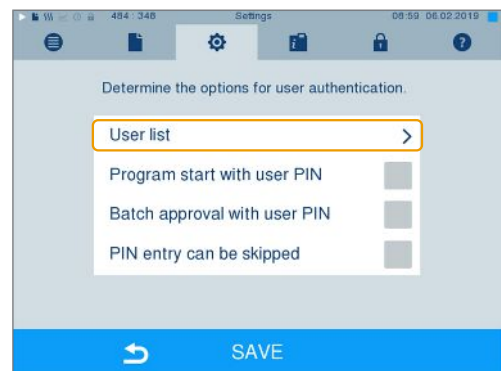 484 : 348 Settings 08:59 06.02.2019
Determine the options for user authentication.
User list
Program start with user PIN
Batch approval with user PIN
PIN entry can be skipped
SAVE